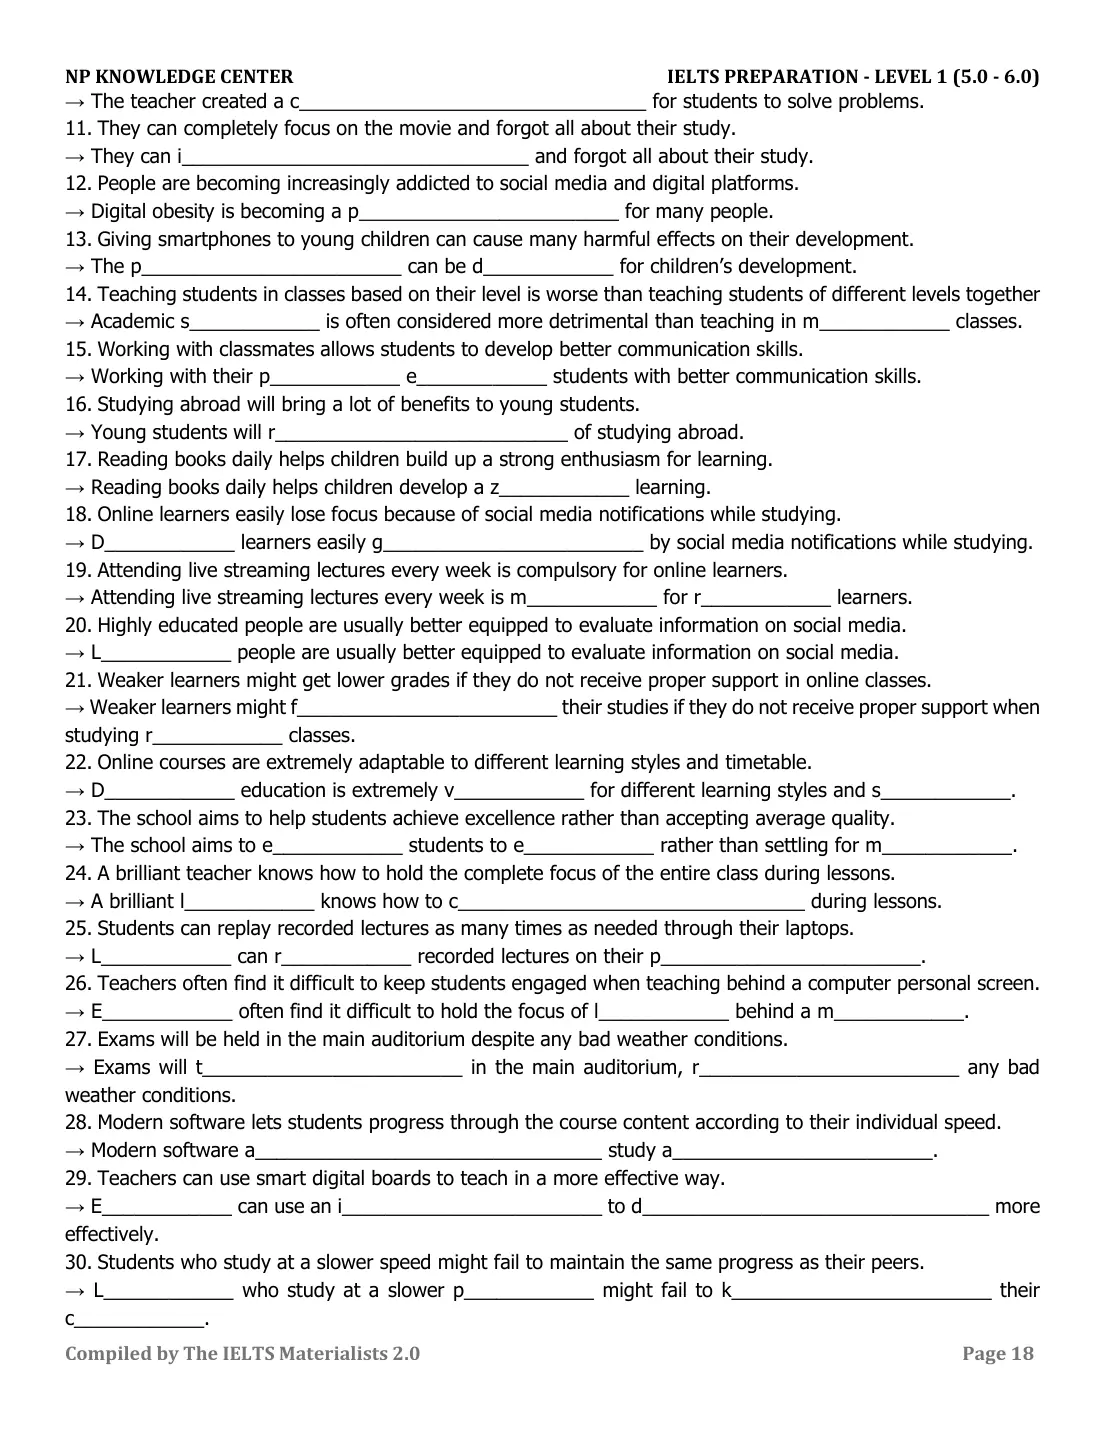 NP KNOWLEDGE CENTER IELTS PREPARATION - LEVEL 1 (5.0 - 6.0)
→ The teacher created a c________________________________ for students to solve problems.
11. They can completely focus on the movie and forgot all about their study.
→ They can i________________________________ and forgot all about their study.
12. People are becoming increasingly addicted to social media and digital platforms.
→ Digital obesity is becoming a p________________________ for many people.
13. Giving smartphones to young children can cause many harmful effects on their development.
→ The p________________________ can be d____________ for children's development.
14. Teaching students in classes based on their level is worse than teaching students of different levels together
→ Academic s____________ is often considered more detrimental than teaching in m____________ classes.
15. Working with classmates allows students to develop better communication skills.
→ Working with their p____________ e____________ students with better communication skills.
16. Studying abroad will bring a lot of benefits to young students.
→ Young students will r___________________________ of studying abroad.
17. Reading books daily helps children build up a strong enthusiasm for learning.
→ Reading books daily helps children develop a z____________ learning.
18. Online learners easily lose focus because of social media notifications while studying.
→ D____________ learners easily g________________________ by social media notifications while studying.
19. Attending live streaming lectures every week is compulsory for online learners.
→ Attending live streaming lectures every week is m____________ for r____________ learners.
20. Highly educated people are usually better equipped to evaluate information on social media.
→ L____________ people are usually better equipped to evaluate information on social media.
21. Weaker learners might get lower grades if they do not receive proper support in online classes.
→ Weaker learners might f________________________ their studies if they do not receive proper support when
studying r____________ classes.
22. Online courses are extremely adaptable to different learning styles and timetable.
→ D____________ education is extremely v____________ for different learning styles and s____________.
23. The school aims to help students achieve excellence rather than accepting average quality.
→ The school aims to e____________ students to e____________ rather than settling for m____________.
24. A brilliant teacher knows how to hold the complete focus of the entire class during lessons.
→ A brilliant l____________ knows how to c________________________________ during lessons.
25. Students can replay recorded lectures as many times as needed through their laptops.
→ L____________ can r____________ recorded lectures on their p________________________.
26. Teachers often find it difficult to keep students engaged when teaching behind a computer personal screen.
→ E____________ often find it difficult to hold the focus of l____________ behind a m____________.
27. Exams will be held in the main auditorium despite any bad weather conditions.
→ Exams will t________________________ in the main auditorium, r________________________ any bad
weather conditions.
28. Modern software lets students progress through the course content according to their individual speed.
→ Modern software a________________________________ study a________________________.
29. Teachers can use smart digital boards to teach in a more effective way.
→ E____________ can use an i________________________ to d________________________________ more
effectively.
30. Students who study at a slower speed might fail to maintain the same progress as their peers.
→ L____________ who study at a slower p____________ might fail to k________________________ their
c____________.
Compiled by The IELTS Materialists 2.0 Page 18